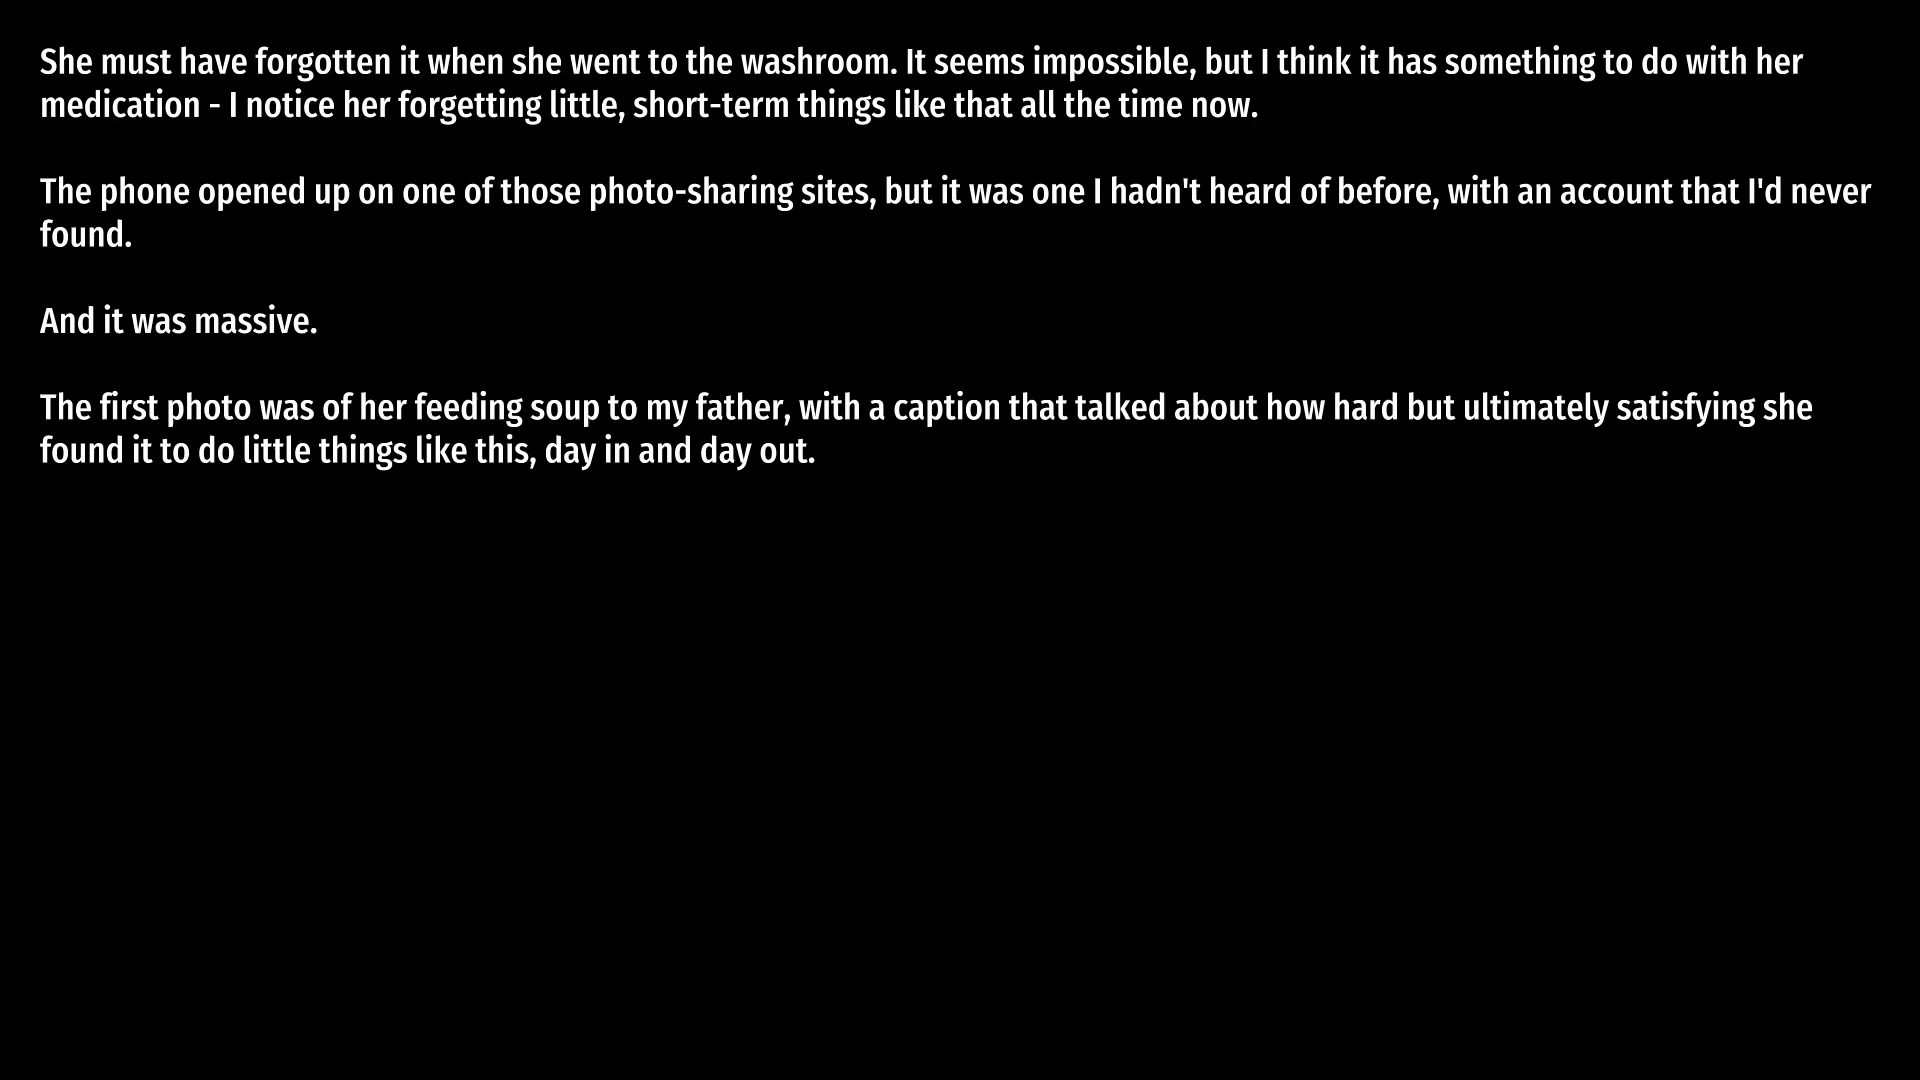 She must have forgotten it when she went to the washroom. It seems impossible, but I think it has something to do with her
medication - I notice her forgetting little, short-term things like that all the time now.
The phone opened up on one of those photo-sharing sites, but it was one I hadn't heard of before, with an account that I'd never
found.
And it was massive.
The first photo was of her feeding soup to my father, with a caption that talked about how hard but ultimately satisfying she
found it to do little things like this, day in and day out.